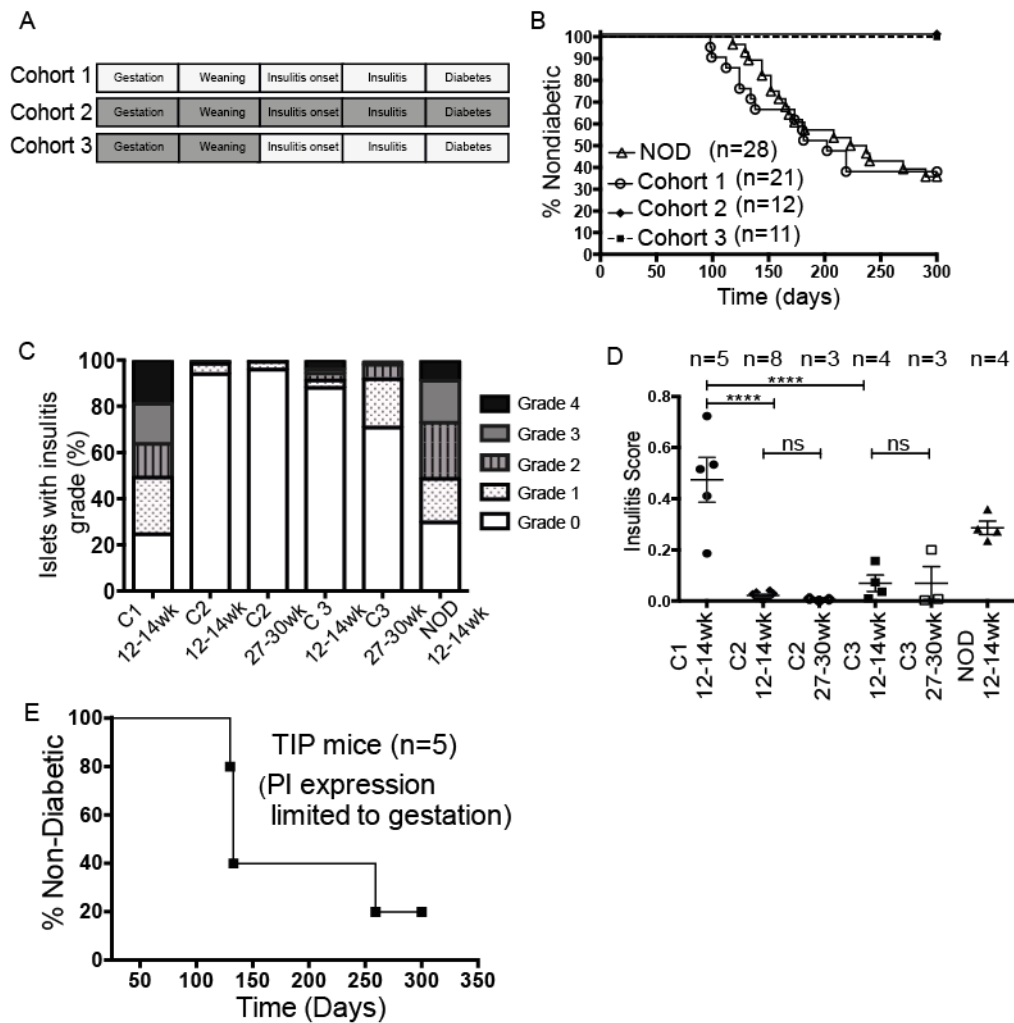 A
Cohort 1 Gestation Weaning Insulitis onset Insulitis Diabetes
Cohort 2 Gestation Weaning Insulitis onset Insulitis Diabetes
Cohort 3 Gestation Weaning Insulitis onset Insulitis Diabetes
B
% Nondiabetic
100
90
80
70
60
50
40
30
20
10
0
NOD (n=28)
Cohort 1 (n=21)
Cohort 2 (n=12)
Cohort 3 (n=11)
0 50 100 150 200 250 300
Time (days)
C
Islets with insulitis
grade (%)
100
80
60
40
20
0
Grade 4
Grade 3
Grade 2
Grade 1
Grade 0
C1
12-14wk
C2
12-14wk
C2
27-30wk
C 3
12-14wk
C3
27-30wk
NOD
12-14wk
D
n=5 n=8 n=3 n=4 n=3 n=4
Insulitis Score
0.8
0.6
0.4
0.2
0.0
****
****
ns
ns
C1
12-14wk
C2
12-14wk
C2
27-30wk
C3
12-14wk
C3
27-30wk
NOD
12-14wk
E
% Non-Diabetic
100
80
60
40
20
0
TIP mice (n=5)
(PI expression
limited to gestation)
50 100 150 200 250 300 350
Time (Days)